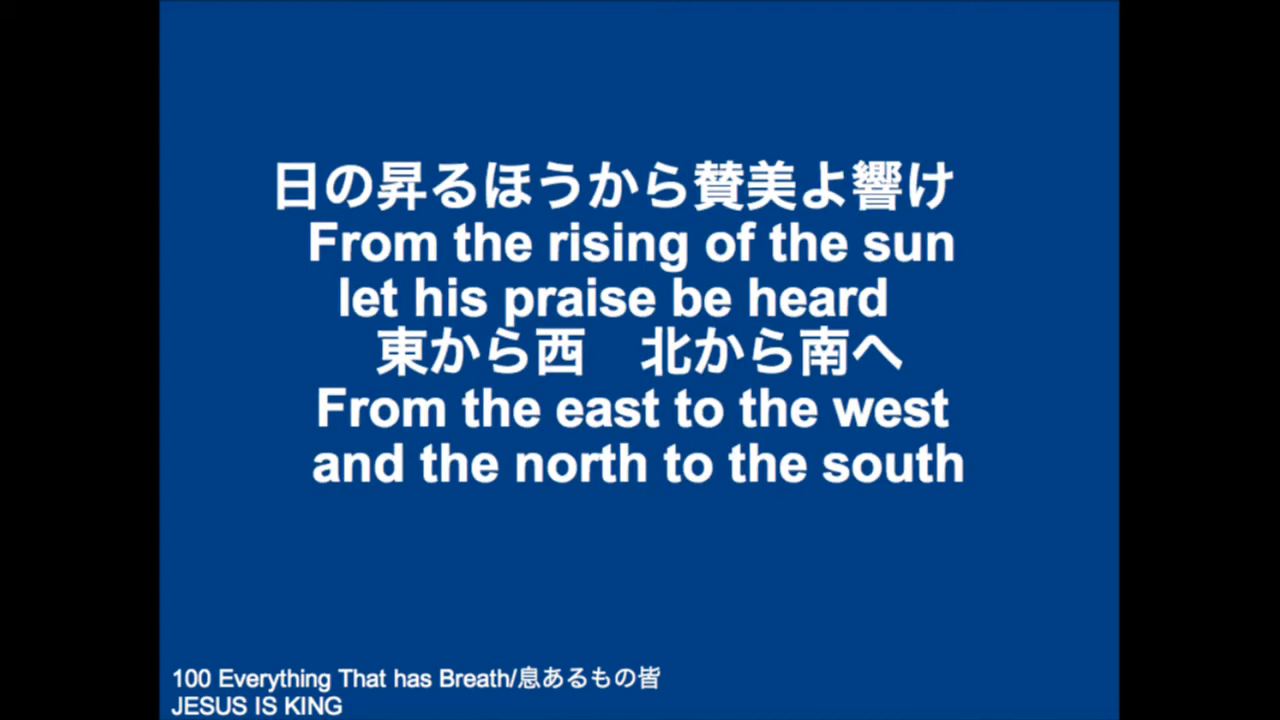 日の昇るほうから賛美よ響け
From the rising of the sun
let his praise be heard
東から西　北から南へ
From the east to the west
and the north to the south
100 Everything That has Breath/息あるもの皆
JESUS IS KING